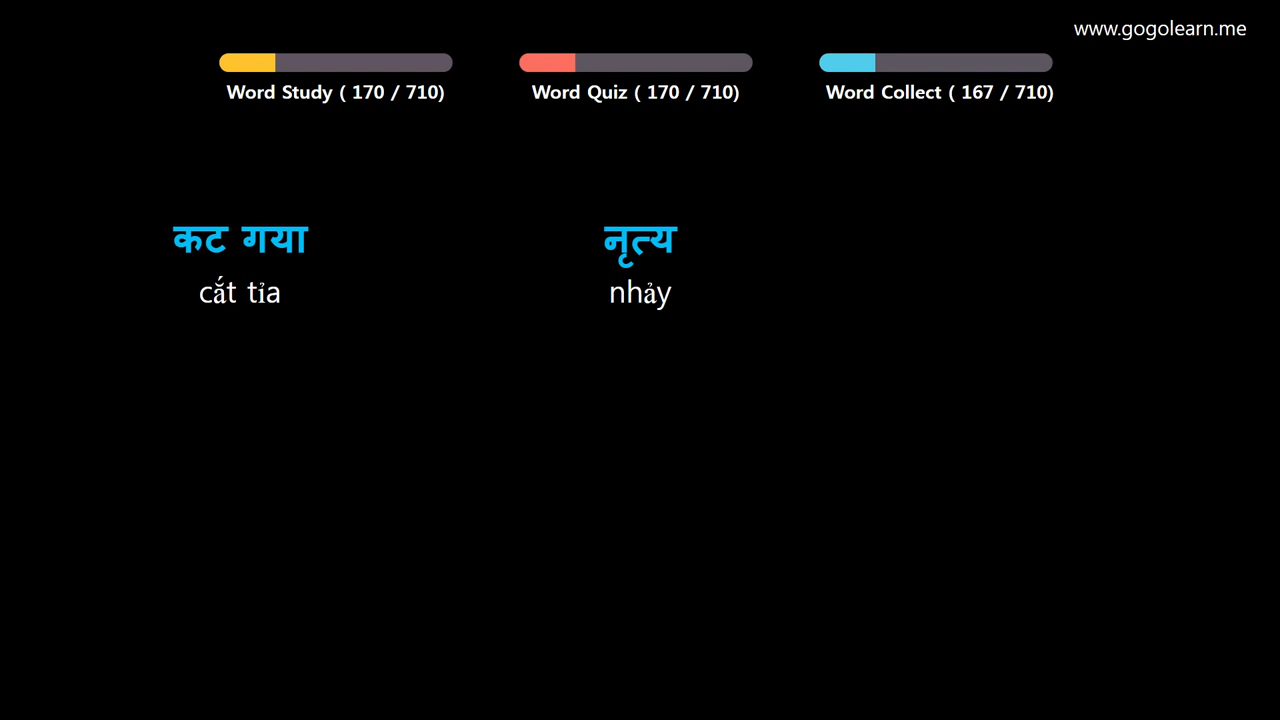 www.gogolearn.me
Word Study ( 170 / 710)
Word Quiz ( 170 / 710)
Word Collect ( 167 / 710)
कट गया
नृत्य
cắt tỉa
nhảy